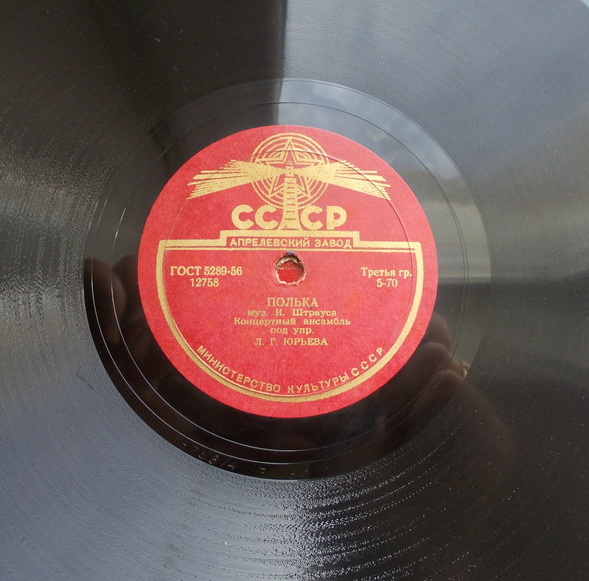 СССР
АПРЕЛЕВСКИЙ ЗАВОД
ГОСТ 5289-56
12758
Третья гр.
5-70
ПОЛЬКА
муз. И. Штрауса
Концертный ансамбль
под упр.
Л. Г. ЮРЬЕВА
МИНИСТЕРСТВО КУЛЬТУРЫ СССР